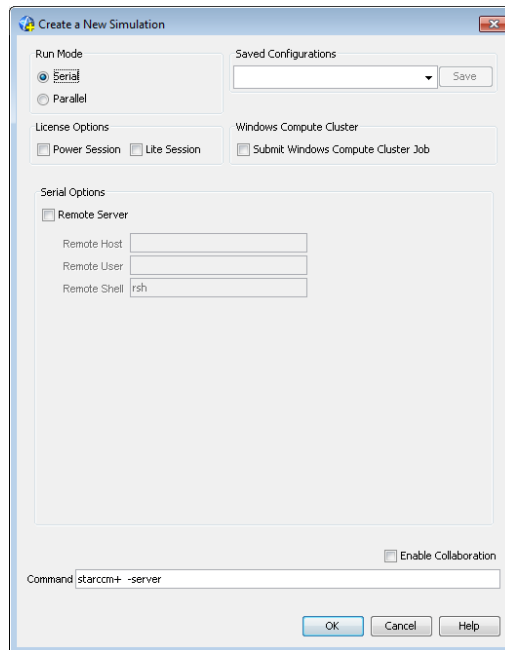 Create a New Simulation
Run Mode
Saved Configurations
Serial
Save
Parallel
License Options
Windows Compute Cluster
Power Session Lite Session
Submit Windows Compute Cluster Job
Serial Options
Remote Server
Remote Host
Remote User
Remote Shell rsh
Enable Collaboration
Command starccm+ -server
OK Cancel Help